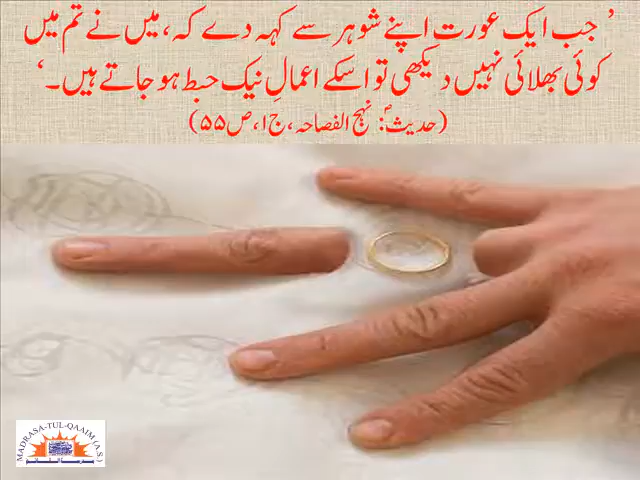 ’ جب ایک عورت اپنے شوہر سے کہہ دے کہ، میں نے تم میں
کوئی بھلائی نہیں دیکھی تو اسکے اعمالِ نیک حبط ہو جاتے ہیں۔‘
(حدیثؐ: نہج الفصاحہ، ج ۱، ص ۵۵)
MADRASA-TUL-QAAIM (A.S.)